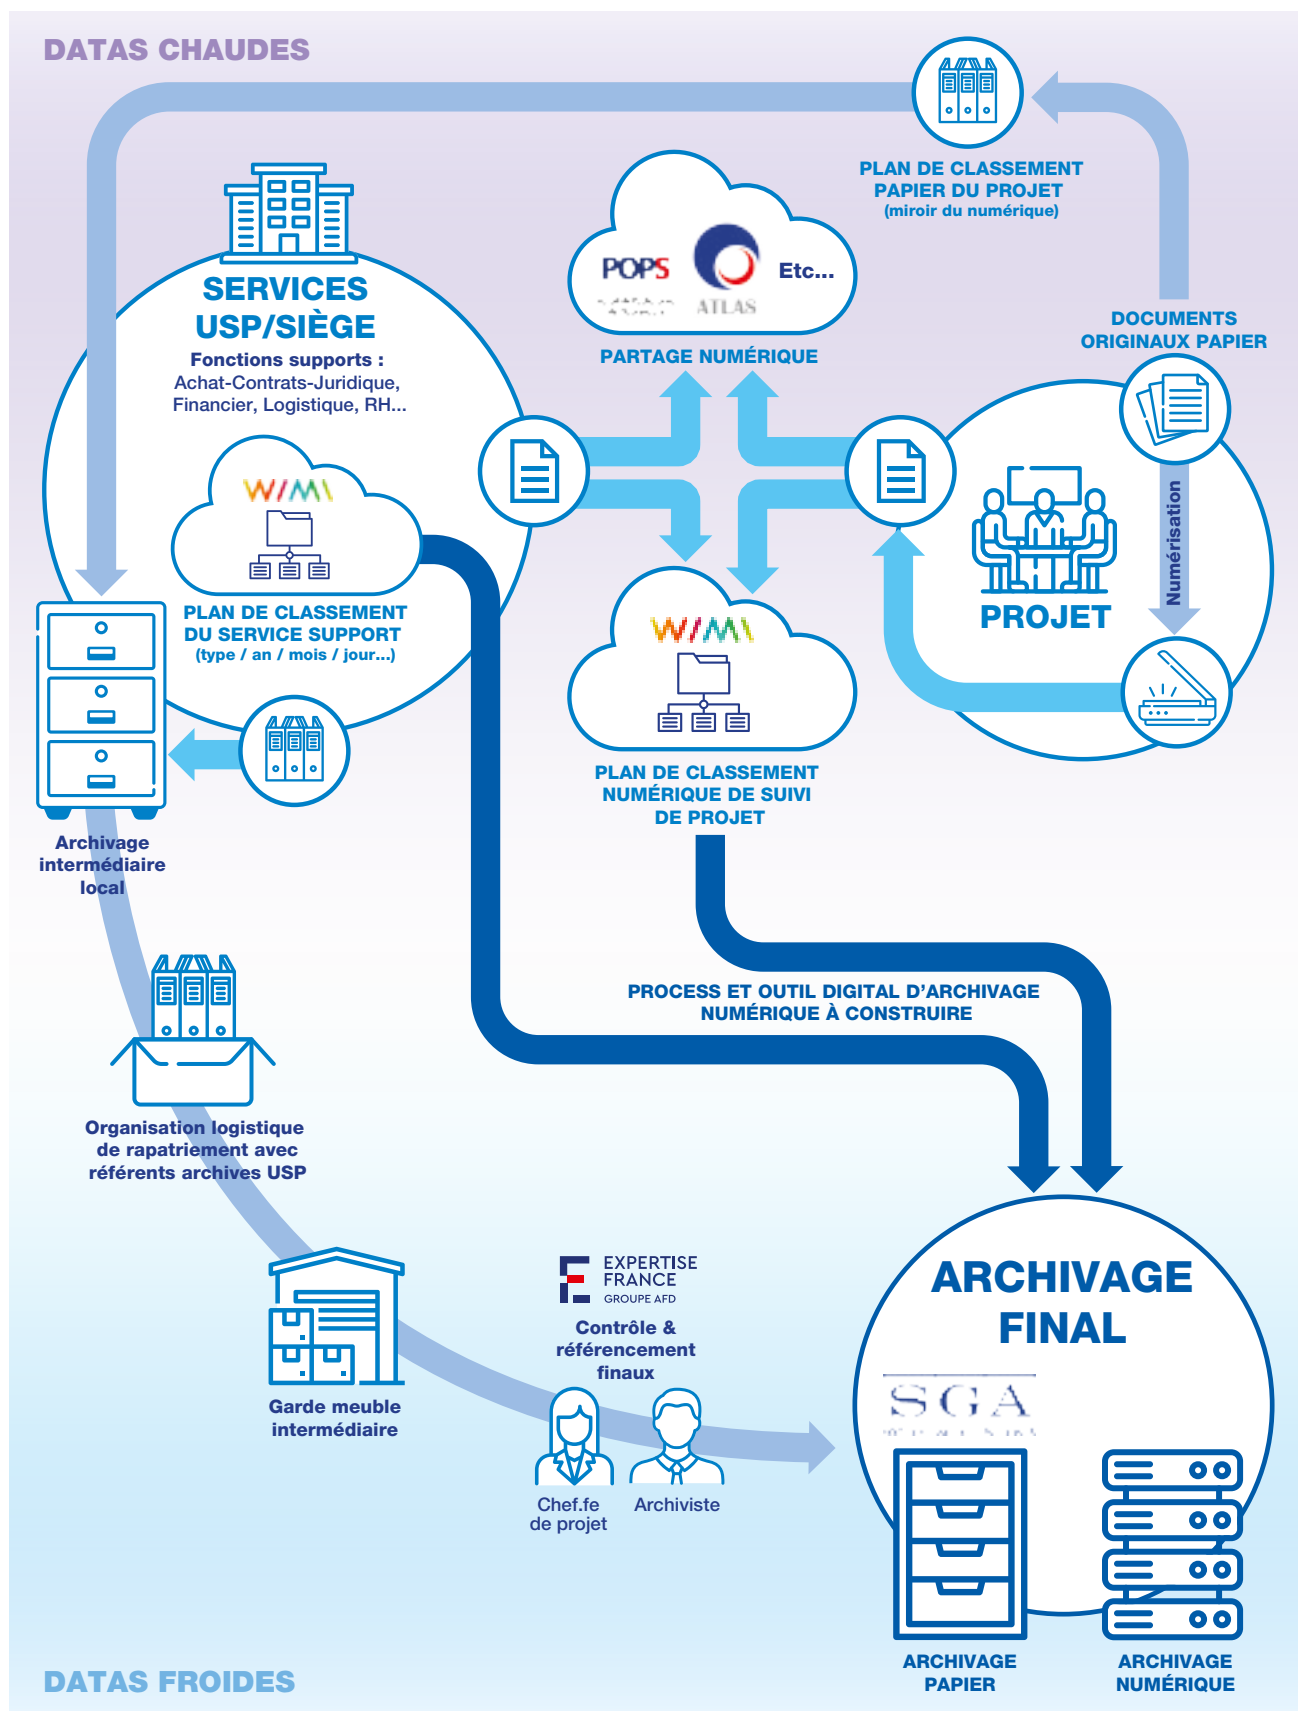 DATAS CHAUDES
PLAN DE CLASSEMENT
PAPIER DU PROJET
(miroir du numérique)
SERVICES
USP/SIÈGE
Fonctions supports :
Achat-Contrats-Juridique,
Financier, Logistique, RH...
POPS
ATLAS
Etc...
PARTAGE NUMÉRIQUE
DOCUMENTS
ORIGINAUX PAPIER
Numérisation
PROJET
WIMI
PLAN DE CLASSEMENT
DU SERVICE SUPPORT
(type / an / mois / jour...)
WIMI
PLAN DE CLASSEMENT
NUMÉRIQUE DE SUIVI
DE PROJET
Archivage
intermédiaire
local
PROCESS ET OUTIL DIGITAL D'ARCHIVAGE
NUMÉRIQUE À CONSTRUIRE
Organisation logistique
de rapatriement avec
référents archives USP
Garde meuble
intermédiaire
EXPERTISE
FRANCE
GROUPE AFD
Contrôle &
référencement
finaux
Chef.fe
de projet
Archiviste
ARCHIVAGE
FINAL
SGA
ARCHIVAGE
PAPIER
ARCHIVAGE
NUMÉRIQUE
DATAS FROIDES